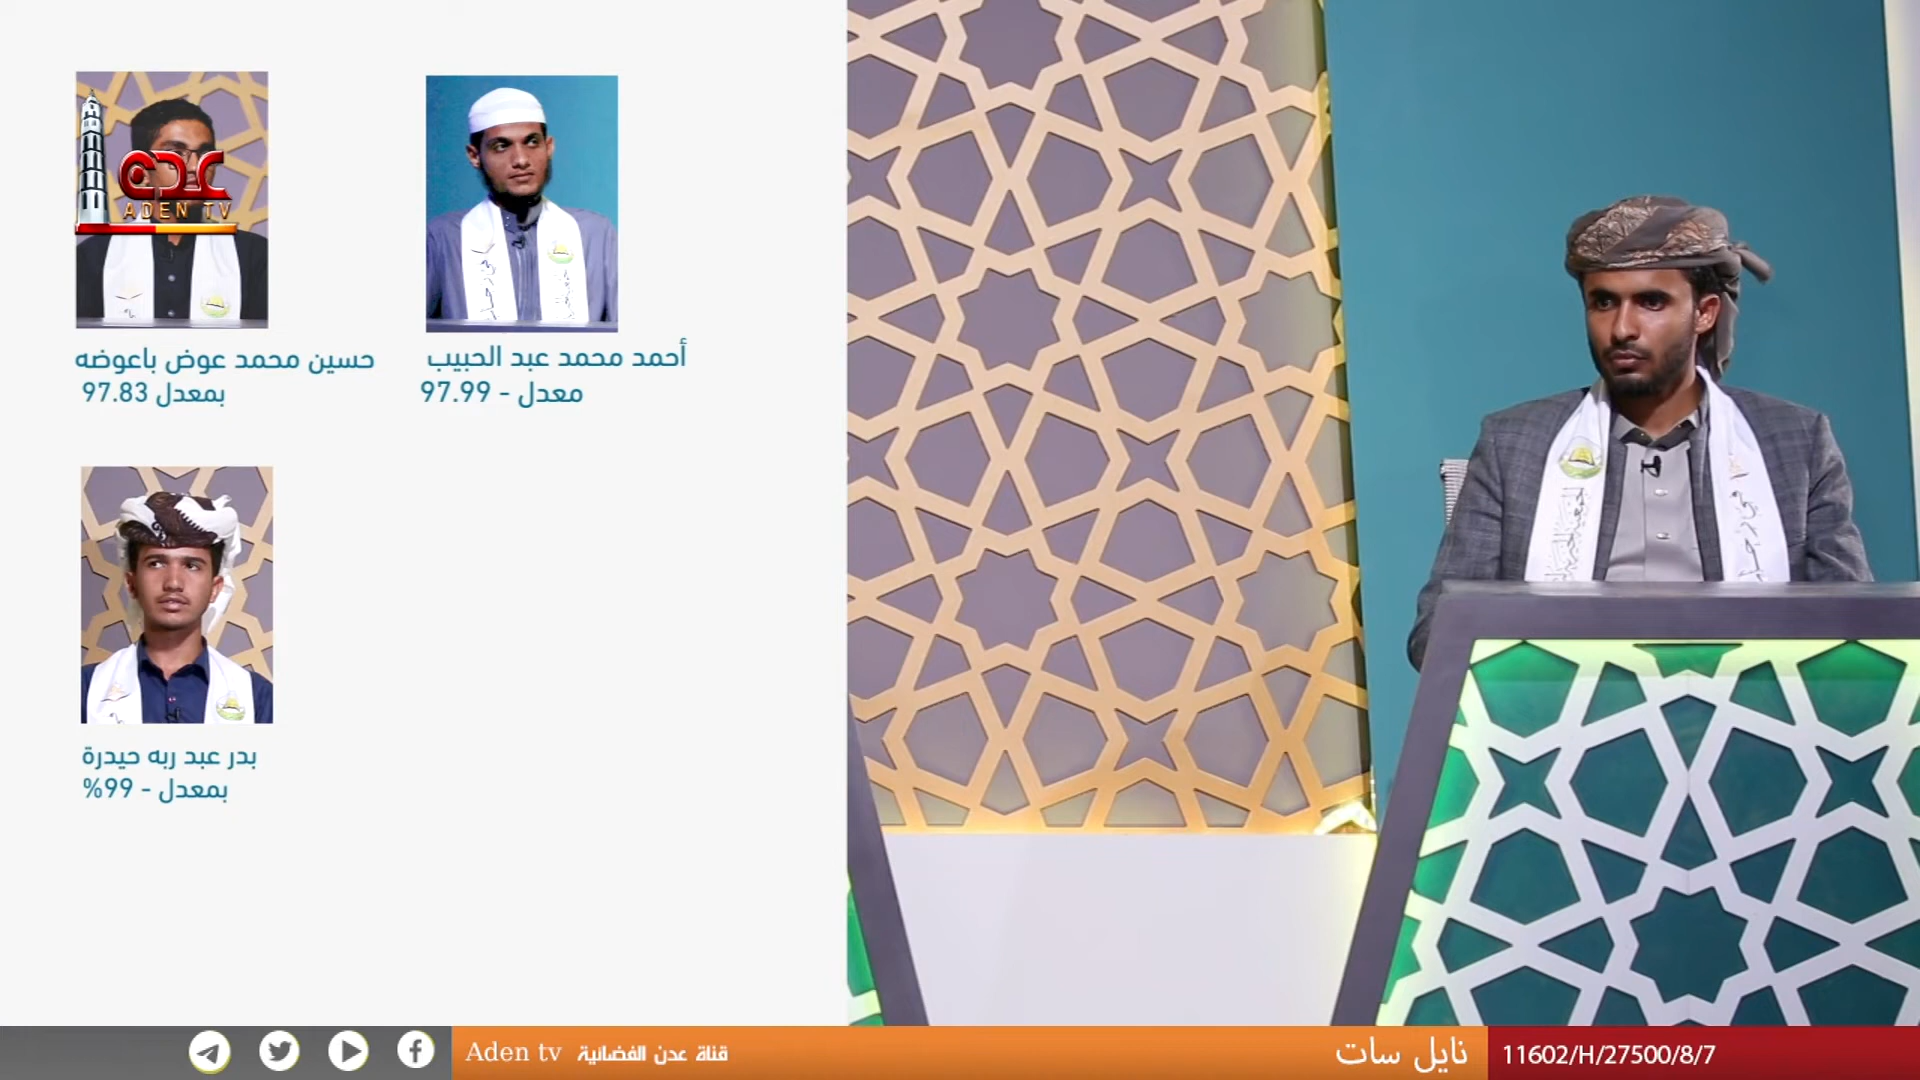 عدن
ADEN TV
أحمد محمد عبد الحبيب
معدل - 97.99
حسين محمد عوض باعوضه
بمعدل 97.83
بدر عبد ربه حيدرة
بمعدل - 99%
Aden tv قناة عدن الفضائية
نايل سات
11602/H/27500/8/7